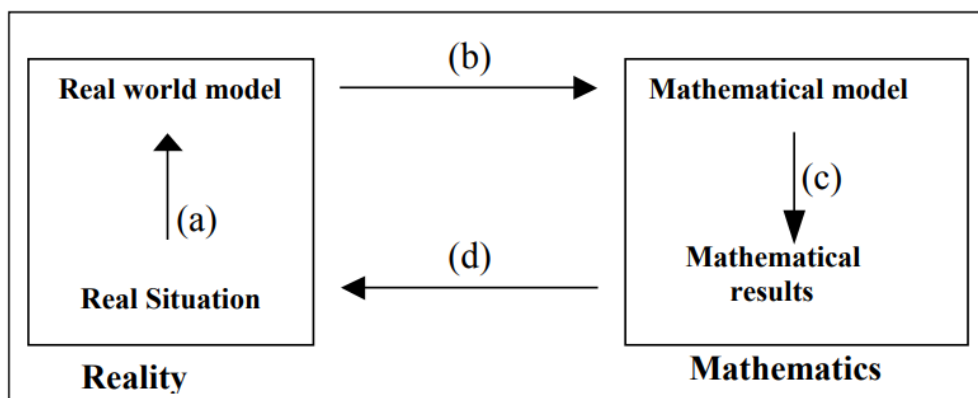 (b)
Real world model
Mathematical model
(a)
(c)
(d)
Mathematical
results
Real Situation
Reality
Mathematics